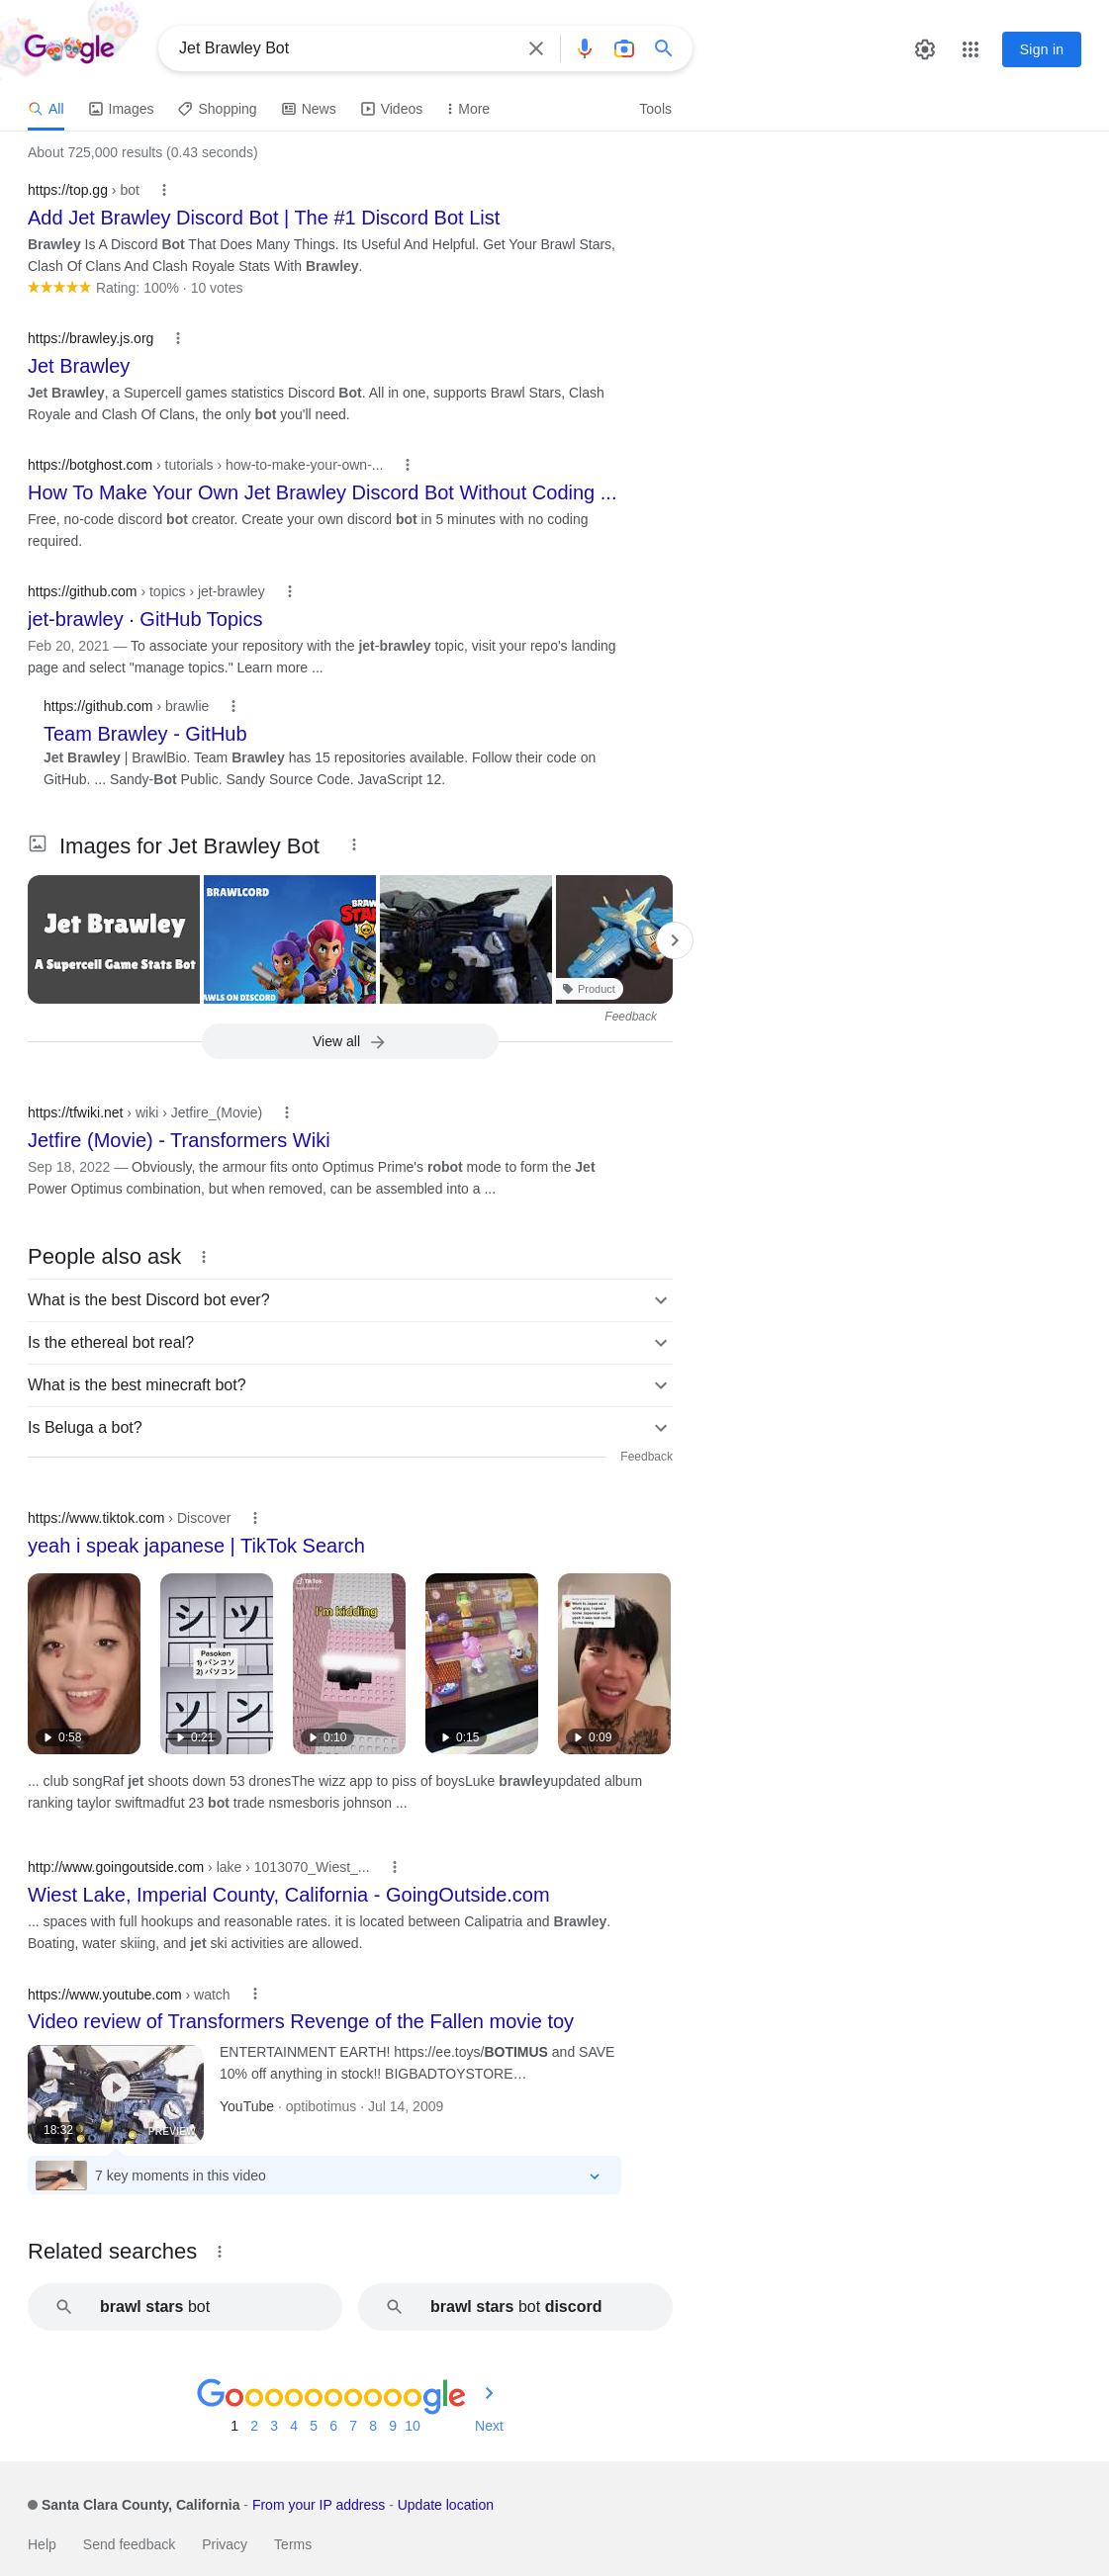 Google
Jet Brawley Bot
Sign in
All
Images
Shopping
News
Videos
More
Tools
About 725,000 results (0.43 seconds)
https://top.gg › bot
Add Jet Brawley Discord Bot | The #1 Discord Bot List
Brawley Is A Discord Bot That Does Many Things. Its Useful And Helpful. Get Your Brawl Stars,
Clash Of Clans And Clash Royale Stats With Brawley.
Rating: 100% · 10 votes
https://brawley.js.org
Jet Brawley
Jet Brawley, a Supercell games statistics Discord Bot. All in one, supports Brawl Stars, Clash
Royale and Clash Of Clans, the only bot you'll need.
https://botghost.com › tutorials › how-to-make-your-own-...
How To Make Your Own Jet Brawley Discord Bot Without Coding ...
Free, no-code discord bot creator. Create your own discord bot in 5 minutes with no coding
required.
https://github.com › topics › jet-brawley
jet-brawley · GitHub Topics
Feb 20, 2021 — To associate your repository with the jet-brawley topic, visit your repo's landing
page and select "manage topics." Learn more ...
https://github.com › brawlie
Team Brawley - GitHub
Jet Brawley | BrawlBio. Team Brawley has 15 repositories available. Follow their code on
GitHub. ... Sandy-Bot Public. Sandy Source Code. JavaScript 12.
Images for Jet Brawley Bot
Jet Brawley
A Supercell Game Stats Bot
BRAWLCORD
BRAW
STA
AWLS ON DISCORD
Product
Feedback
View all
https://tfwiki.net › wiki › Jetfire_(Movie)
Jetfire (Movie) - Transformers Wiki
Sep 18, 2022 — Obviously, the armour fits onto Optimus Prime's robot mode to form the Jet
Power Optimus combination, but when removed, can be assembled into a ...
People also ask
What is the best Discord bot ever?
Is the ethereal bot real?
What is the best minecraft bot?
Is Beluga a bot?
Feedback
https://www.tiktok.com › Discover
yeah i speak japanese | TikTok Search
0:58
シ ツ
Pasoken
1) パンコソ
2) パソコン
ソ ン
0:21
TikTok
I'm kidding
0:10
0:15
0:09
... club songRaf jet shoots down 53 dronesThe wizz app to piss of boysLuke brawleyupdated album
ranking taylor swiftmadfut 23 bot trade nsmesboris johnson ...
http://www.goingoutside.com › lake › 1013070_Wiest_...
Wiest Lake, Imperial County, California - GoingOutside.com
... spaces with full hookups and reasonable rates. it is located between Calipatria and Brawley.
Boating, water skiing, and jet ski activities are allowed.
https://www.youtube.com › watch
Video review of Transformers Revenge of the Fallen movie toy
18:32
PREVIEW
ENTERTAINMENT EARTH! https://ee.toys/BOTIMUS and SAVE
10% off anything in stock!! BIGBADTOYSTORE…
YouTube · optibotimus · Jul 14, 2009
7 key moments in this video
Related searches
brawl stars bot
brawl stars bot discord
Goooooooooogle
1 2 3 4 5 6 7 8 9 10 Next
Santa Clara County, California - From your IP address - Update location
Help Send feedback Privacy Terms